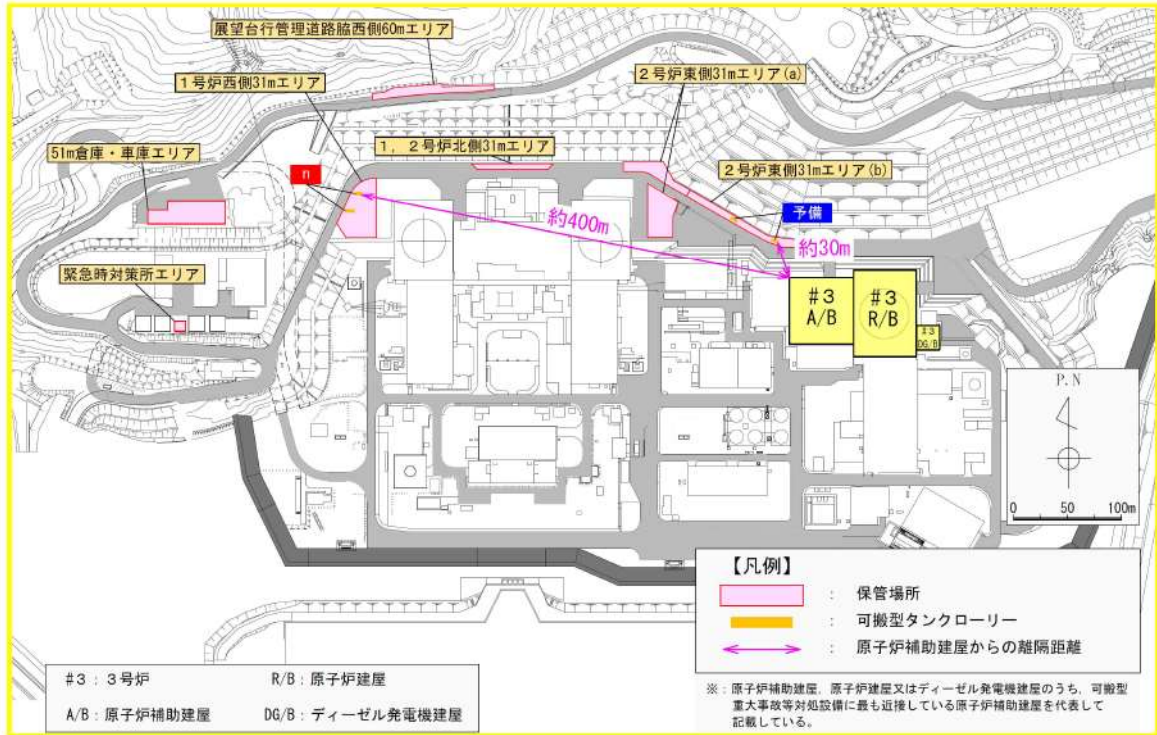 展望台行管理道路脇西側60mエリア
1号炉西側31mエリア
2号炉東側31mエリア(a)
51m倉庫・車庫エリア
1,2号炉北側31mエリア
2号炉東側31mエリア(b)
n
予備
約400m
約30m
緊急時対策所エリア
#3
A/B
#3
R/B
#3
DG/B
P.N
0 50 100m
【凡例】
: 保管場所
: 可搬型タンクローリー
: 原子炉補助建屋からの離隔距離
#3:3号炉 R/B:原子炉建屋
A/B:原子炉補助建屋 DG/B:ディーゼル発電機建屋
※:原子炉補助建屋,原子炉建屋又はディーゼル発電機建屋のうち,可搬型
重大事故等対処設備に最も近接している原子炉補助建屋を代表して
記載している。